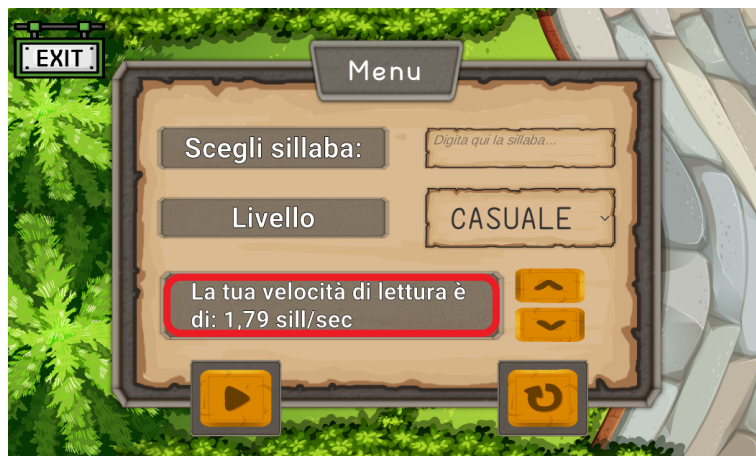 EXIT
Menu
Scegli sillaba:
Digita qui la sillaba...
Livello
CASUALE
La tua velocità di lettura è
di: 1,79 sill/sec